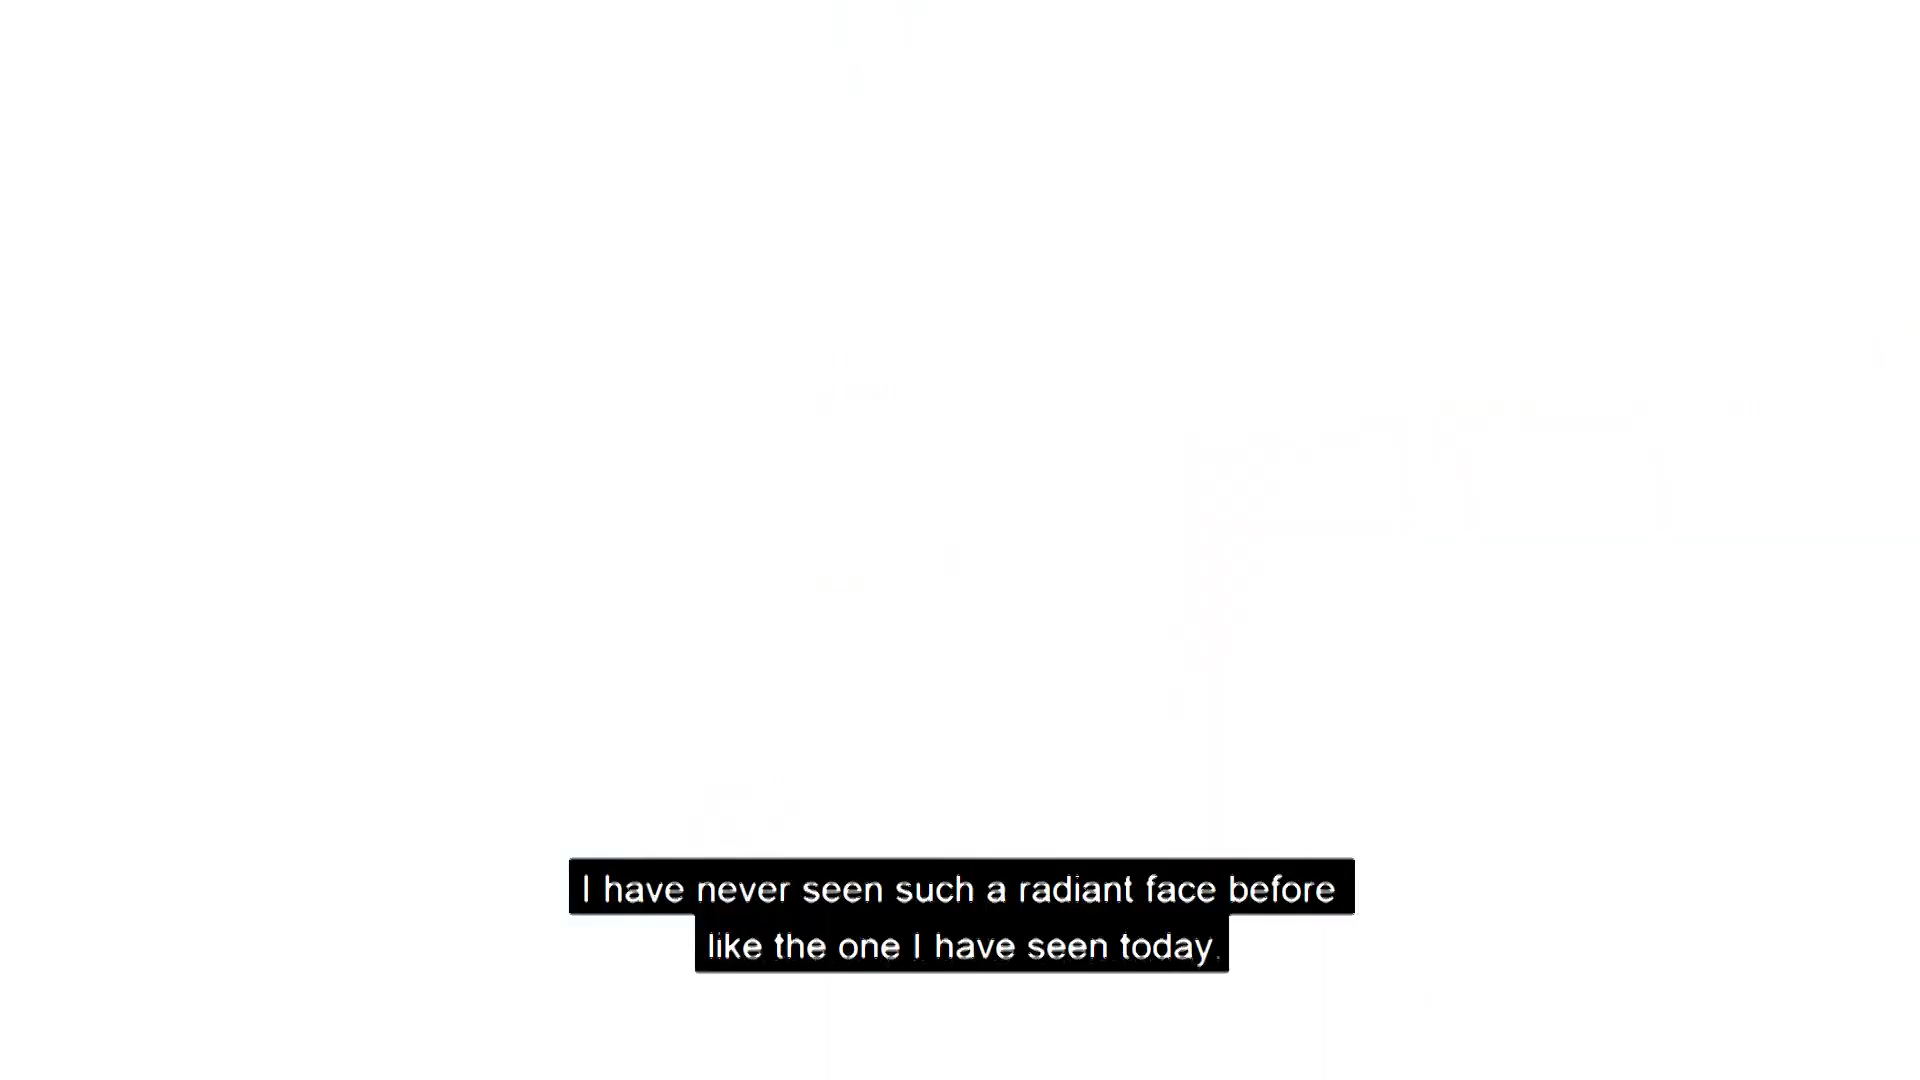 I have never seen such a radiant face before
like the one I have seen today.